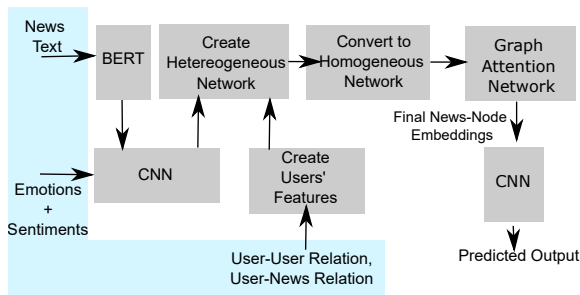 News
Text
BERT
Create
Hetereogeneous
Network
Convert to
Homogeneous
Network
Graph
Attention
Network
Final News-Node
Embeddings
Emotions
+
Sentiments
CNN
Create
Users'
Features
CNN
User-User Relation,
User-News Relation
Predicted Output